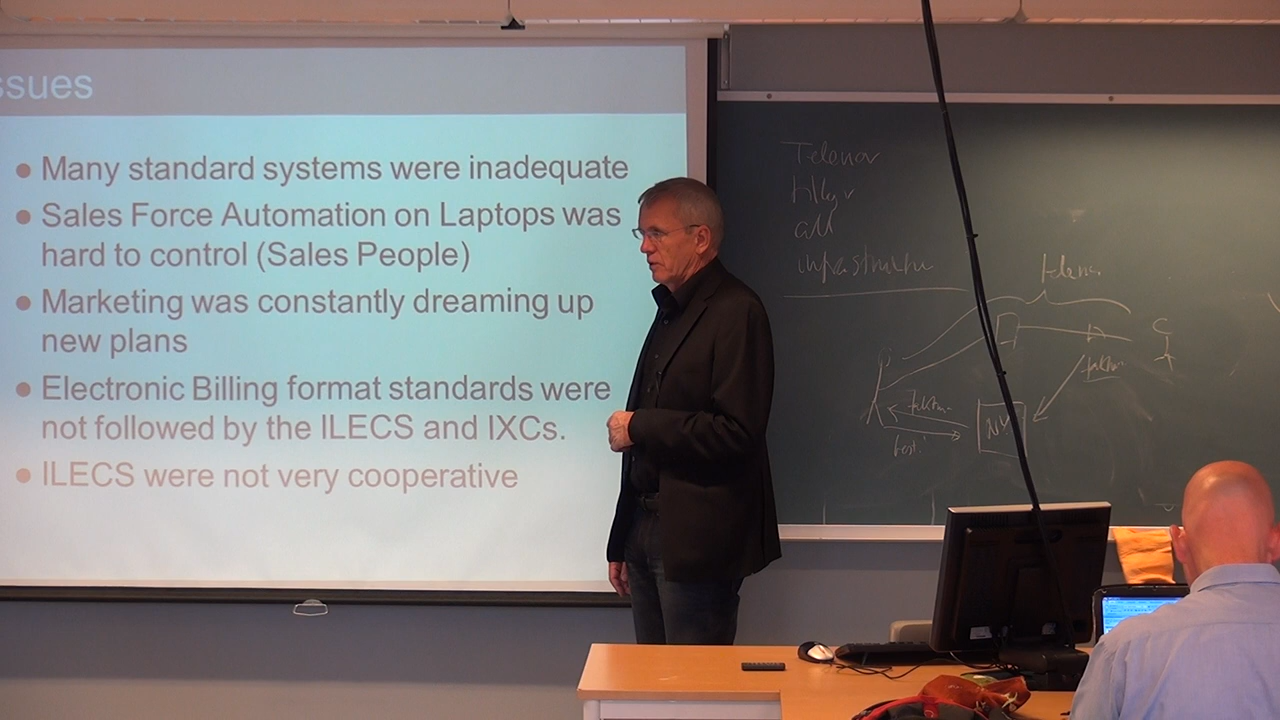 ssues
• Many standard systems were inadequate
• Sales Force Automation on Laptops was
hard to control (Sales People)
• Marketing was constantly dreaming up
new plans
• Electronic Billing format standards were
not followed by the ILECS and IXCs.
• ILECS were not very cooperative
Telenor
all
infrastruktur
telenor
C
NY
best.